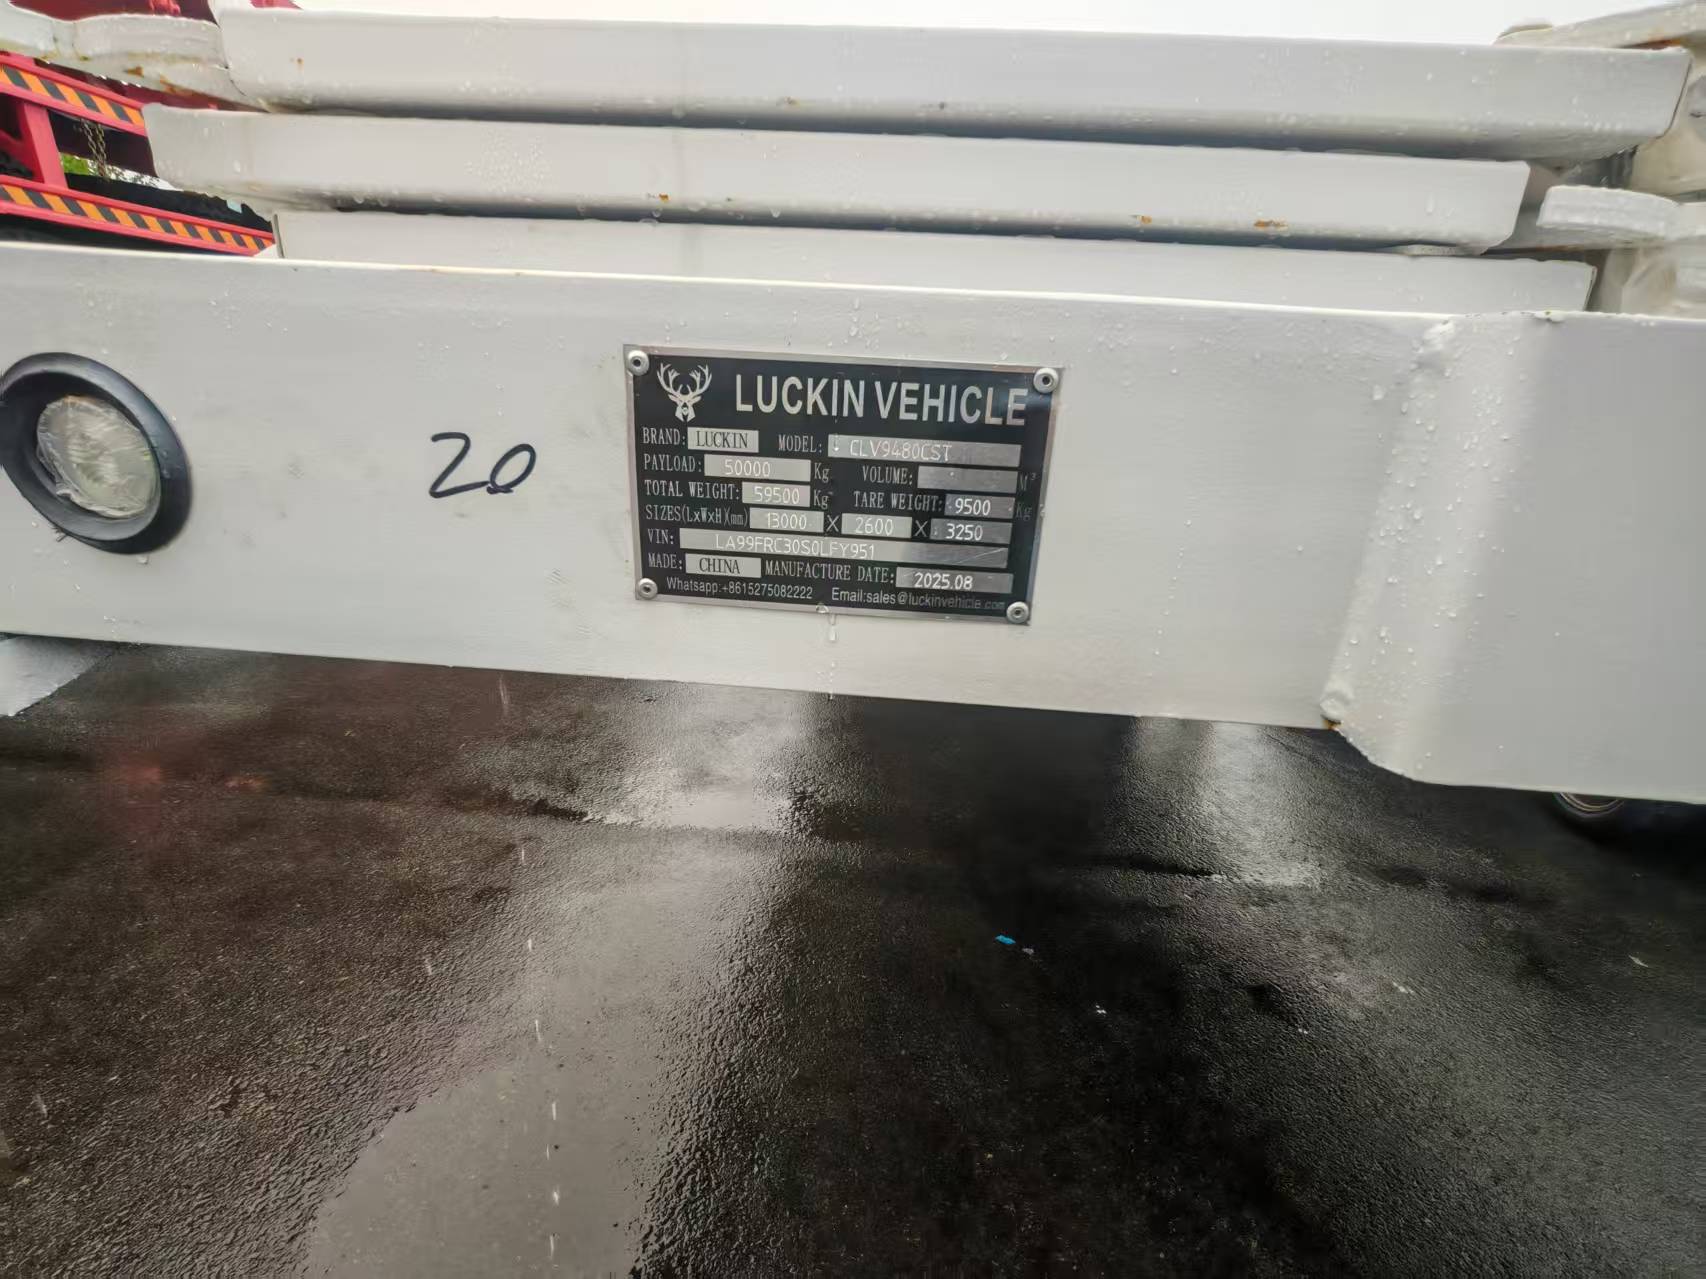 LUCKIN VEHICLE
BRAND: LUCKIN MODEL: CLV9480CST
PAYLOAD: 50000 Kg VOLUME: M³
TOTAL WEIGHT: 59500 Kg TARE WEIGHT: 9500 Kg
SIZES(LxWxH)(mm) 13000 X 2600 X 3250
VIN: LA99FRC30S0LFY951
MADE: CHINA MANUFACTURE DATE: 2025.08
Whatsapp:+8615275082222 Email:sales@luckinvehicle.com
20